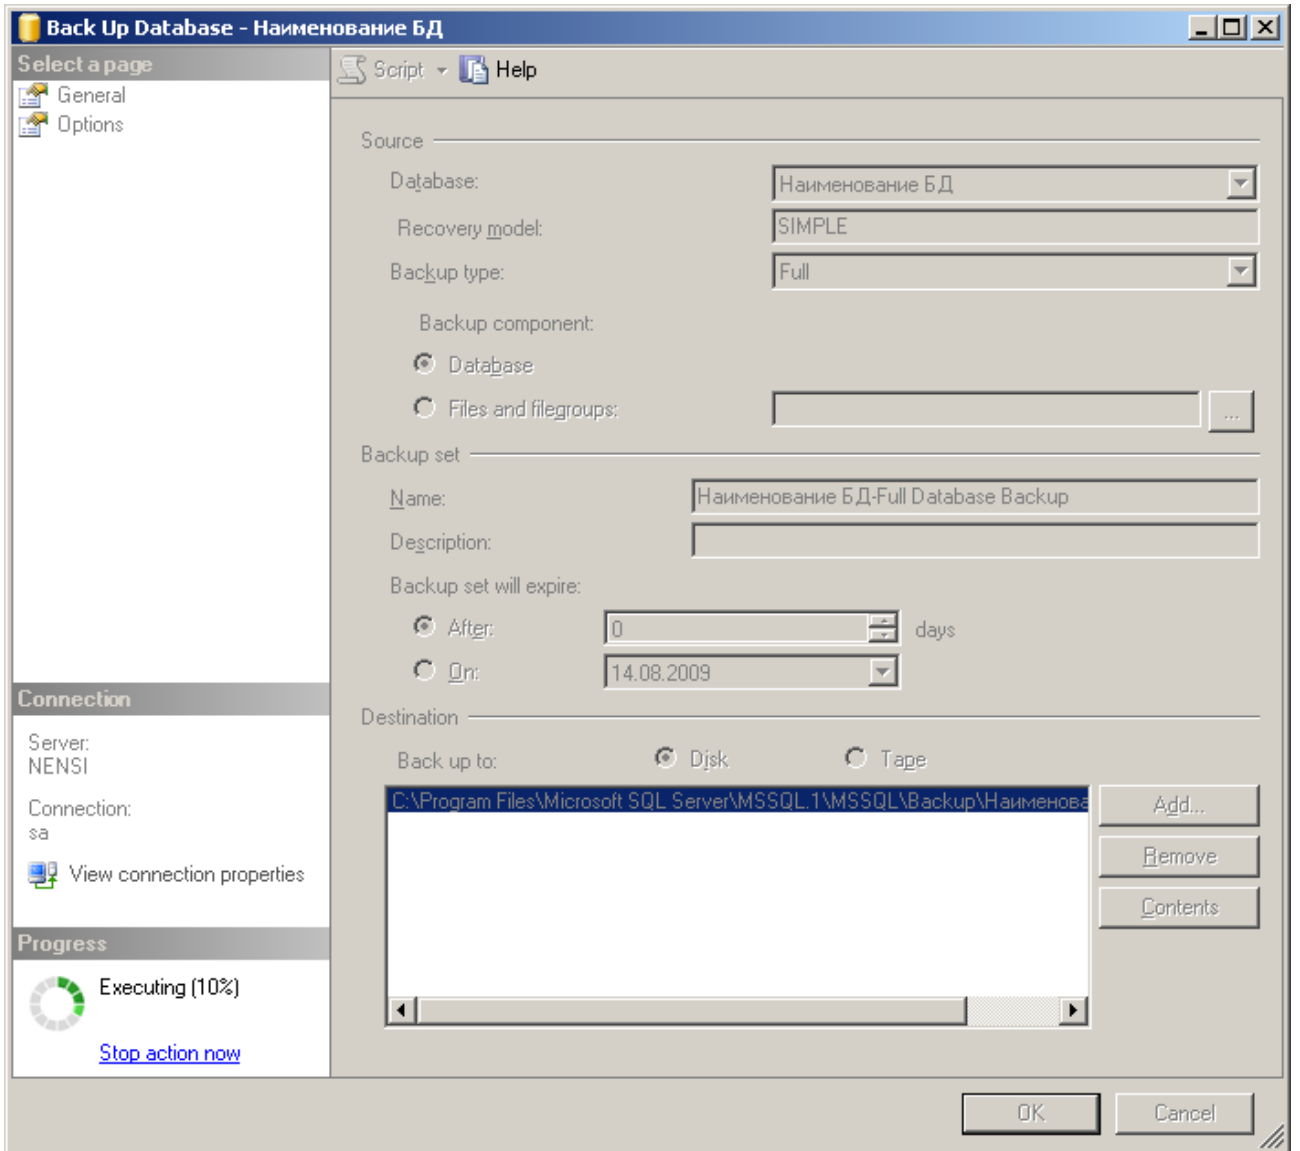 Back Up Database - Наименование БД
Select a page
General
Options
Script
Help
Source
Database:
Наименование БД
Recovery model:
SIMPLE
Backup type:
Full
Backup component:
Database
Files and filegroups:
...
Backup set
Name:
Наименование БД-Full Database Backup
Description:
Backup set will expire:
After:
0
days
On:
14.08.2009
Destination
Back up to:
Disk
Tape
C:\Program Files\Microsoft SQL Server\MSSQL.1\MSSQL\Backup\Наименова
Add...
Remove
Contents
Connection
Server:
NENSI
Connection:
sa
View connection properties
Progress
Executing (10%)
Stop action now
OK
Cancel